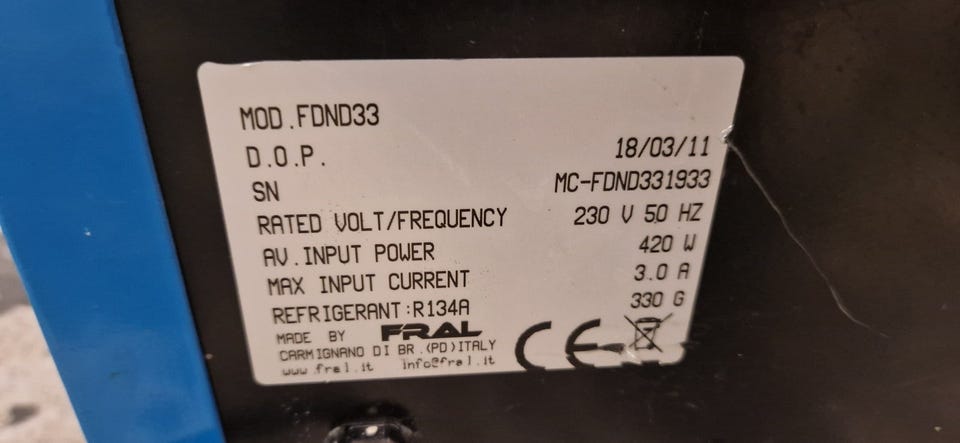 MOD.FDND33
D.O.P. 18/03/11
SN MC-FDND331933
RATED VOLT/FREQUENCY 230 V 50 HZ
AV.INPUT POWER 420 W
MAX INPUT CURRENT 3.0 A
REFRIGERANT:R134A 330 G
MADE BY FRAL
CARMIGNANO DI BR.(PD)ITALY
www.fral.it info@fral.it
CE